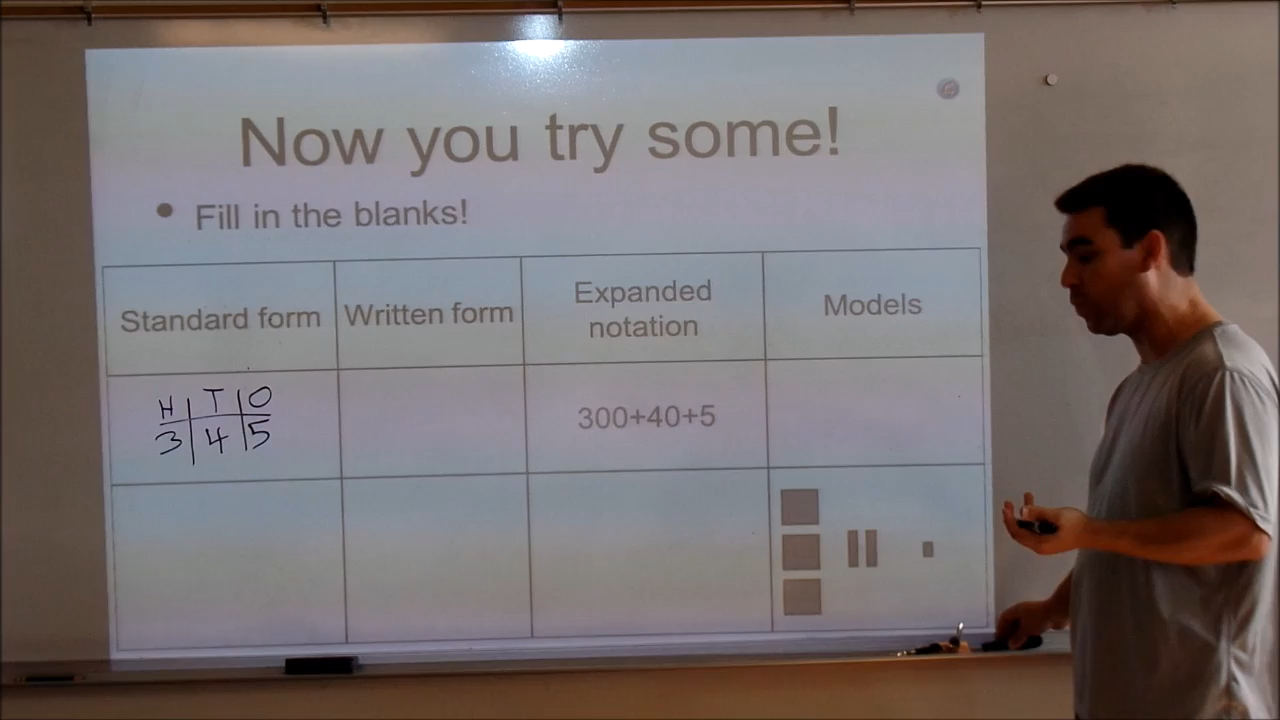 Now you try some!
• Fill in the blanks!
Standard form
Written form
Expanded
notation
Models
H T O
3 4 5
300+40+5